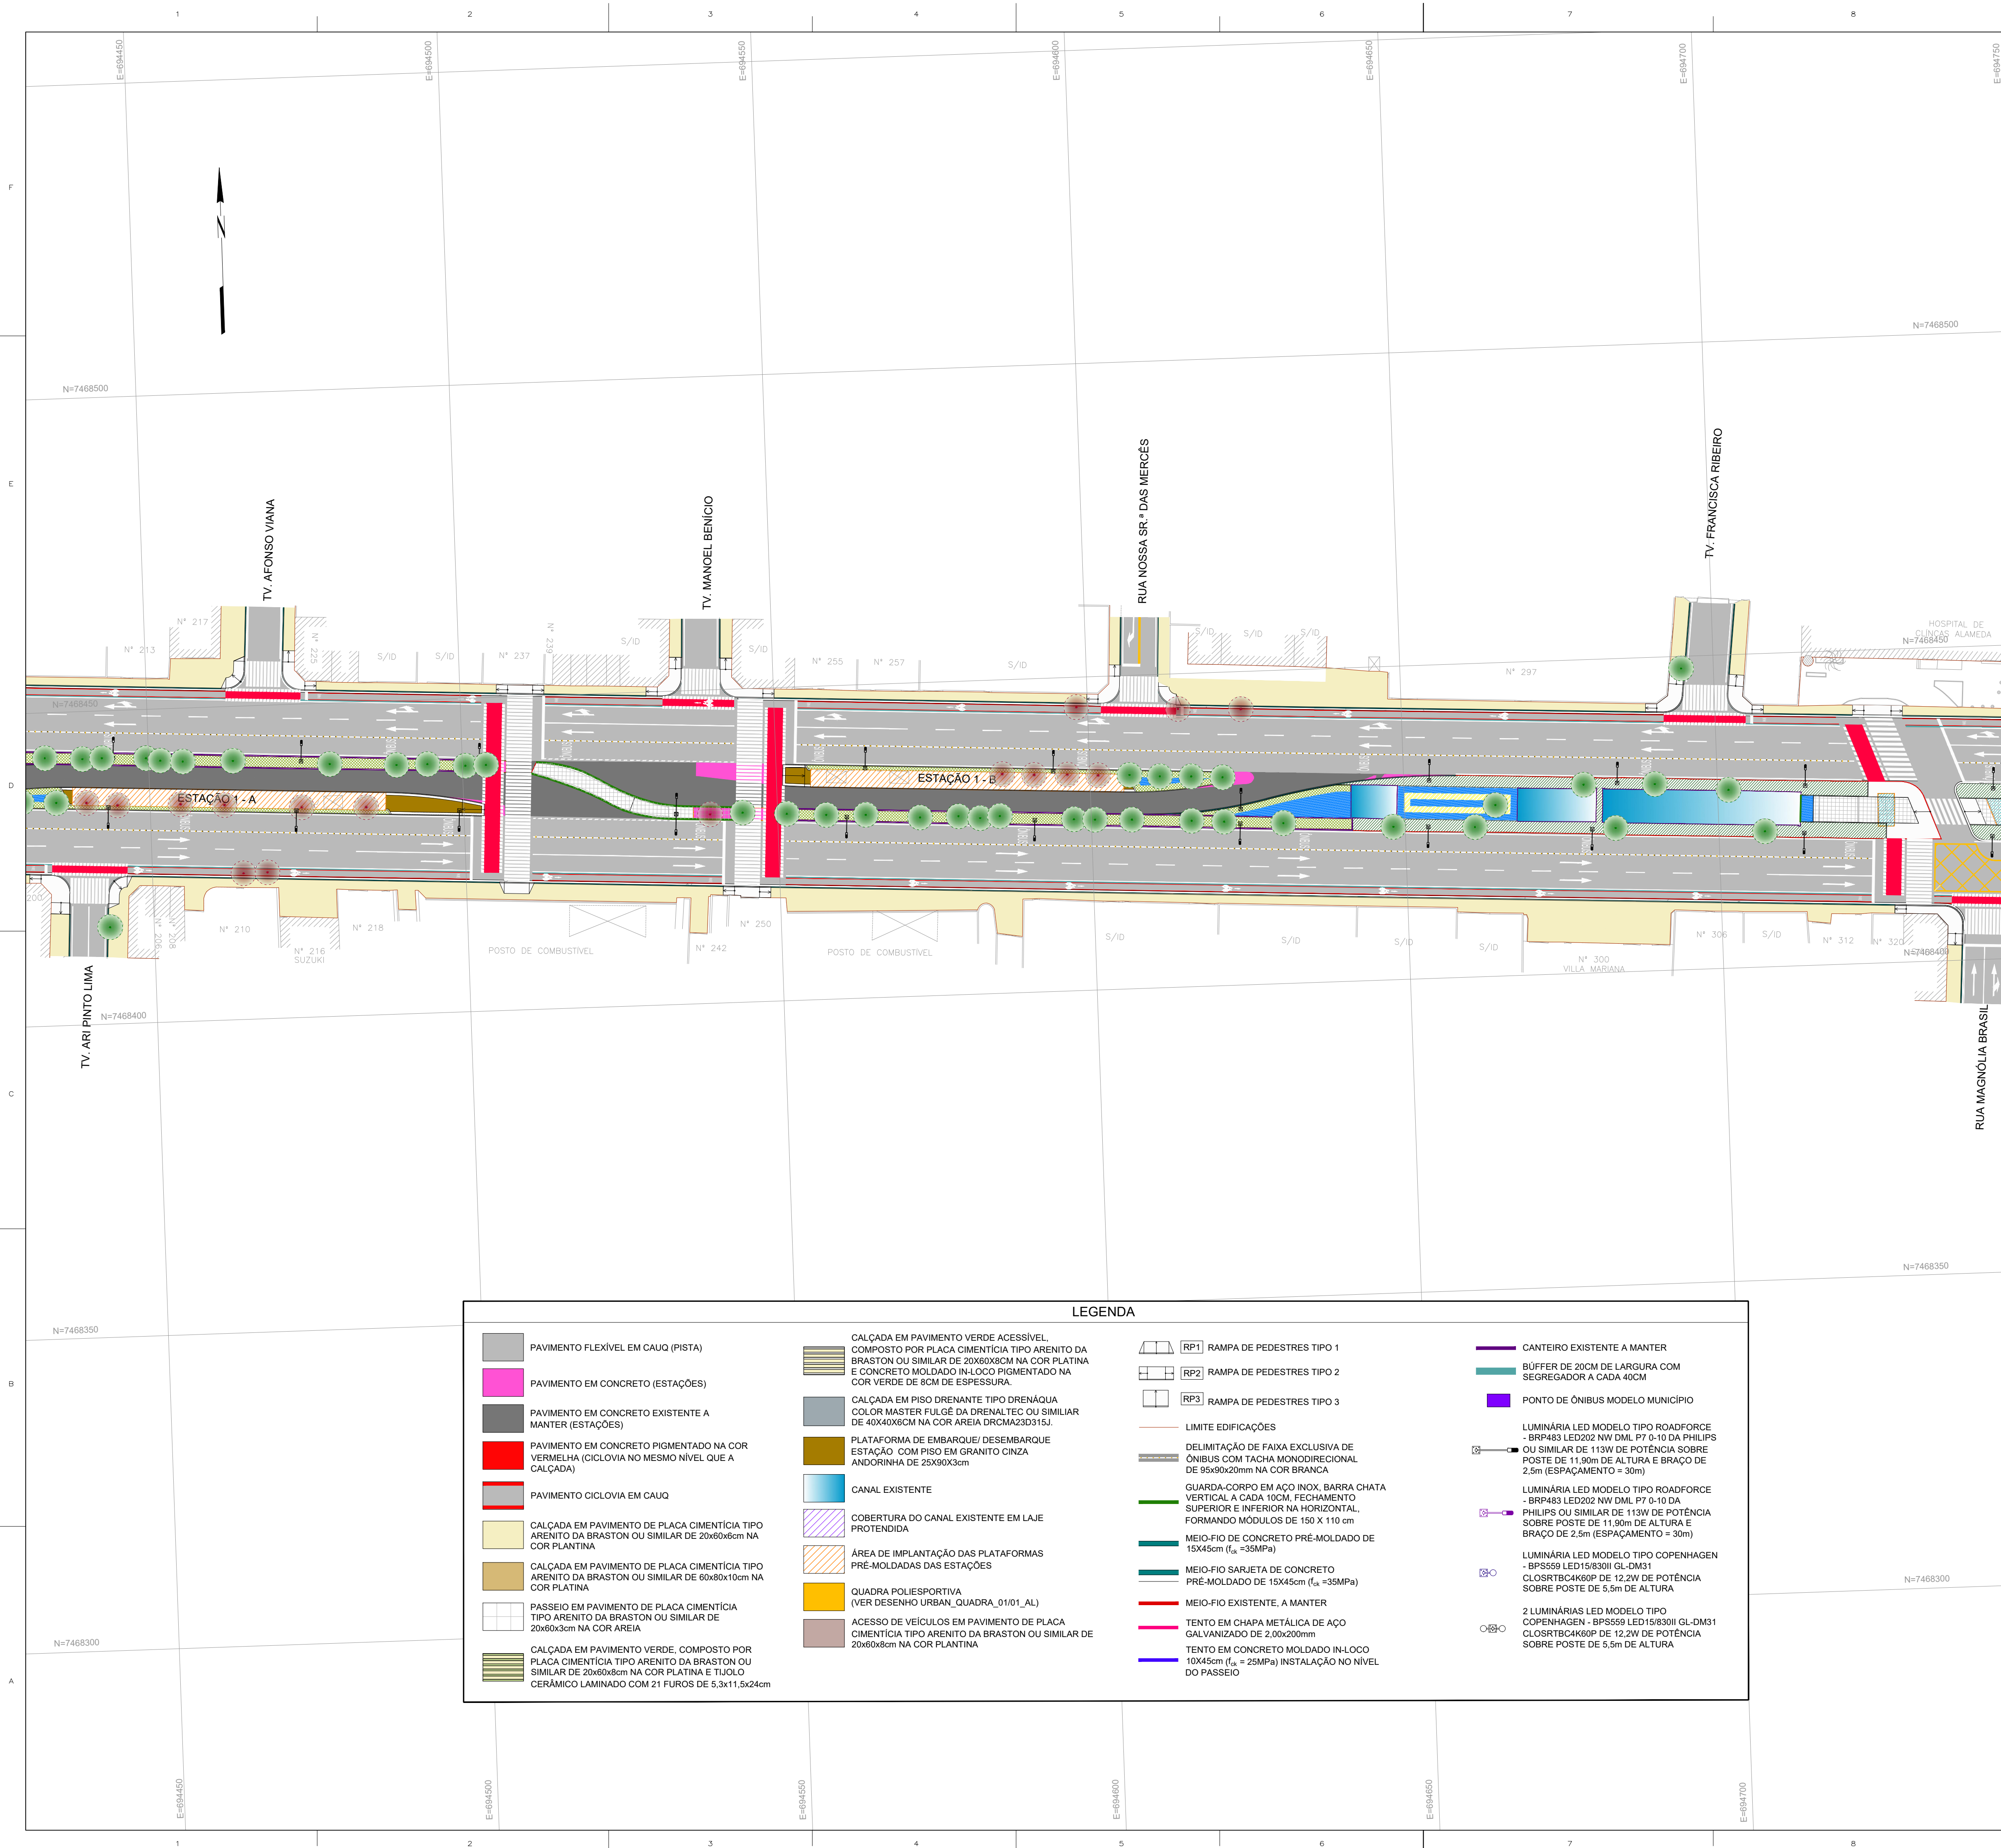 1 2 3 4 5 6 7 8
E=694450 E=694500 E=694550 E=694600 E=694650 E=694700 E=694750
F
N
N=7468500
N=7468500
E
TV. AFONSO VIANA
TV. MANOEL BENÍCIO
RUA NOSSA SR.ª DAS MERCÊS
TV. FRANCISCA RIBEIRO
N° 213
N° 217
N° 225
S/ID
S/ID
N° 237
N° 239
S/ID
S/ID
N° 255
N° 257
S/ID
S/ID
S/ID
S/ID
N° 297
HOSPITAL DE
CLÍNCAS ALAMEDA
N=7468450
N=7468450
D
ESTAÇÃO 1 - A
ESTAÇÃO 1 - B
200
N° 206
N° 208
N° 210
N° 216
SUZUKI
N° 218
POSTO DE COMBUSTÍVEL
N° 242
N° 250
POSTO DE COMBUSTÍVEL
S/ID
S/ID
S/ID
S/ID
N° 300
VILLA MARIANA
N° 306
S/ID
N° 312
N° 320
N=7468400
N=7468400
TV. ARI PINTO LIMA
RUA MAGNÓLIA BRASIL
C
N=7468350
N=7468350
LEGENDA
PAVIMENTO FLEXÍVEL EM CAUQ (PISTA)
PAVIMENTO EM CONCRETO (ESTAÇÕES)
PAVIMENTO EM CONCRETO EXISTENTE A
MANTER (ESTAÇÕES)
PAVIMENTO EM CONCRETO PIGMENTADO NA COR
VERMELHA (CICLOVIA NO MESMO NÍVEL QUE A
CALÇADA)
PAVIMENTO CICLOVIA EM CAUQ
CALÇADA EM PAVIMENTO DE PLACA CIMENTÍCIA TIPO
ARENITO DA BRASTON OU SIMILAR DE 20x60x6cm NA
COR PLANTINA
CALÇADA EM PAVIMENTO DE PLACA CIMENTÍCIA TIPO
ARENITO DA BRASTON OU SIMILAR DE 60x80x10cm NA
COR PLATINA
PASSEIO EM PAVIMENTO DE PLACA CIMENTÍCIA
TIPO ARENITO DA BRASTON OU SIMILAR DE
20x60x3cm NA COR AREIA
CALÇADA EM PAVIMENTO VERDE, COMPOSTO POR
PLACA CIMENTÍCIA TIPO ARENITO DA BRASTON OU
SIMILAR DE 20x60x8cm NA COR PLATINA E TIJOLO
CERÂMICO LAMINADO COM 21 FUROS DE 5,3x11,5x24cm
CALÇADA EM PAVIMENTO VERDE ACESSÍVEL,
COMPOSTO POR PLACA CIMENTÍCIA TIPO ARENITO DA
BRASTON OU SIMILAR DE 20X60X8CM NA COR PLATINA
E CONCRETO MOLDADO IN-LOCO PIGMENTADO NA
COR VERDE DE 8CM DE ESPESSURA.
CALÇADA EM PISO DRENANTE TIPO DRENÁQUA
COLOR MASTER FULGÊ DA DRENALTEC OU SIMILIAR
DE 40X40X6CM NA COR AREIA DRCMA23D315J.
PLATAFORMA DE EMBARQUE/ DESEMBARQUE
ESTAÇÃO COM PISO EM GRANITO CINZA
ANDORINHA DE 25X90X3cm
CANAL EXISTENTE
COBERTURA DO CANAL EXISTENTE EM LAJE
PROTENDIDA
ÁREA DE IMPLANTAÇÃO DAS PLATAFORMAS
PRÉ-MOLDADAS DAS ESTAÇÕES
QUADRA POLIESPORTIVA
(VER DESENHO URBAN_QUADRA_01/01_AL)
ACESSO DE VEÍCULOS EM PAVIMENTO DE PLACA
CIMENTÍCIA TIPO ARENITO DA BRASTON OU SIMILAR DE
20x60x8cm NA COR PLANTINA
RP1 RAMPA DE PEDESTRES TIPO 1
RP2 RAMPA DE PEDESTRES TIPO 2
RP3 RAMPA DE PEDESTRES TIPO 3
LIMITE EDIFICAÇÕES
DELIMITAÇÃO DE FAIXA EXCLUSIVA DE
ÔNIBUS COM TACHA MONODIRECIONAL
DE 95x90x20mm NA COR BRANCA
GUARDA-CORPO EM AÇO INOX, BARRA CHATA
VERTICAL A CADA 10CM, FECHAMENTO
SUPERIOR E INFERIOR NA HORIZONTAL,
FORMANDO MÓDULOS DE 150 X 110 cm
MEIO-FIO DE CONCRETO PRÉ-MOLDADO DE
15X45cm (fck =35MPa)
MEIO-FIO SARJETA DE CONCRETO
PRÉ-MOLDADO DE 15X45cm (fck =35MPa)
MEIO-FIO EXISTENTE, A MANTER
TENTO EM CHAPA METÁLICA DE AÇO
GALVANIZADO DE 2,00x200mm
TENTO EM CONCRETO MOLDADO IN-LOCO
10X45cm (fck = 25MPa) INSTALAÇÃO NO NÍVEL
DO PASSEIO
CANTEIRO EXISTENTE A MANTER
BÚFFER DE 20CM DE LARGURA COM
SEGREGADOR A CADA 40CM
PONTO DE ÔNIBUS MODELO MUNICÍPIO
LUMINÁRIA LED MODELO TIPO ROADFORCE
- BRP483 LED202 NW DML P7 0-10 DA PHILIPS
OU SIMILAR DE 113W DE POTÊNCIA SOBRE
POSTE DE 11,90m DE ALTURA E BRAÇO DE
2,5m (ESPAÇAMENTO = 30m)
LUMINÁRIA LED MODELO TIPO ROADFORCE
- BRP483 LED202 NW DML P7 0-10 DA
PHILIPS OU SIMILAR DE 113W DE POTÊNCIA
SOBRE POSTE DE 11,90m DE ALTURA E
BRAÇO DE 2,5m (ESPAÇAMENTO = 30m)
LUMINÁRIA LED MODELO TIPO COPENHAGEN
- BPS559 LED15/830II GL-DM31
CLOSRTBC4K60P DE 12,2W DE POTÊNCIA
SOBRE POSTE DE 5,5m DE ALTURA
2 LUMINÁRIAS LED MODELO TIPO
COPENHAGEN - BPS559 LED15/830II GL-DM31
CLOSRTBC4K60P DE 12,2W DE POTÊNCIA
SOBRE POSTE DE 5,5m DE ALTURA
B
N=7468300
N=7468300
A
E=694450 E=694500 E=694550 E=694600 E=694650 E=694700
1 2 3 4 5 6 7 8